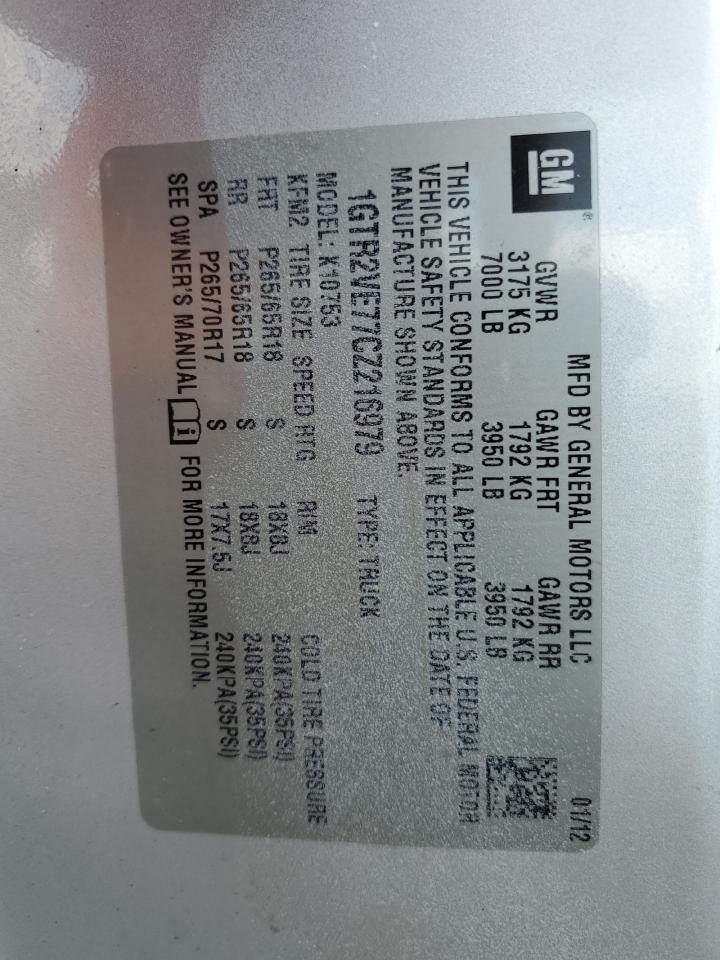 GM ®
MFD BY GENERAL MOTORS LLC 01/12
GVWR GAWR FRT GAWR RR
3175 KG 1792 KG 1792 KG
7000 LB 3950 LB 3950 LB
THIS VEHICLE CONFORMS TO ALL APPLICABLE U.S. FEDERAL MOTOR
VEHICLE SAFETY STANDARDS IN EFFECT ON THE DATE OF
MANUFACTURE SHOWN ABOVE.
1GTR2VE77CZ216979 TYPE: TRUCK
MODEL: K10753
KFM2 TIRE SIZE SPEED RTG RIM COLD TIRE PRESSURE
FRT P265/65R18 S 18X8J 240KPA(35PSI)
RR P265/65R18 S 18X8J 240KPA(35PSI)
SPA P265/70R17 S 17X7.5J 240KPA(35PSI)
SEE OWNER'S MANUAL i FOR MORE INFORMATION.